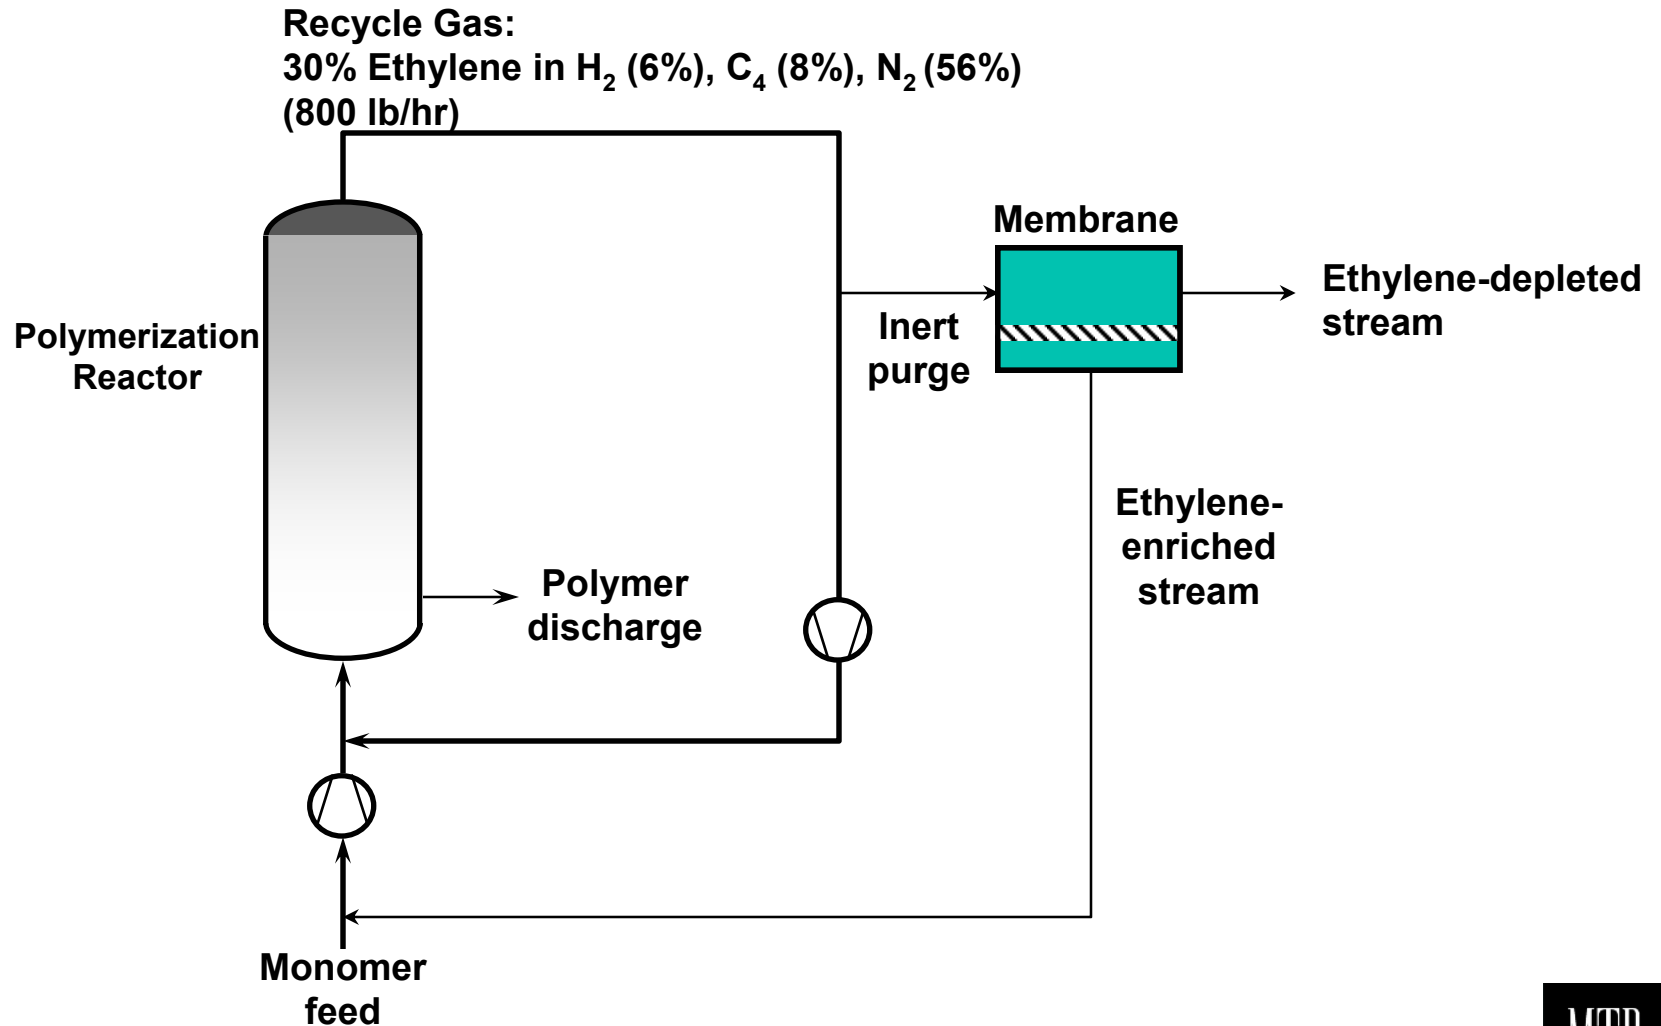 Recycle Gas:
30% Ethylene in H₂ (6%), C₄ (8%), N₂ (56%)
(800 lb/hr)
Membrane
Ethylene-depleted
stream
Inert
purge
Polymerization
Reactor
Ethylene-
enriched
stream
Polymer
discharge
Monomer
feed
MTR